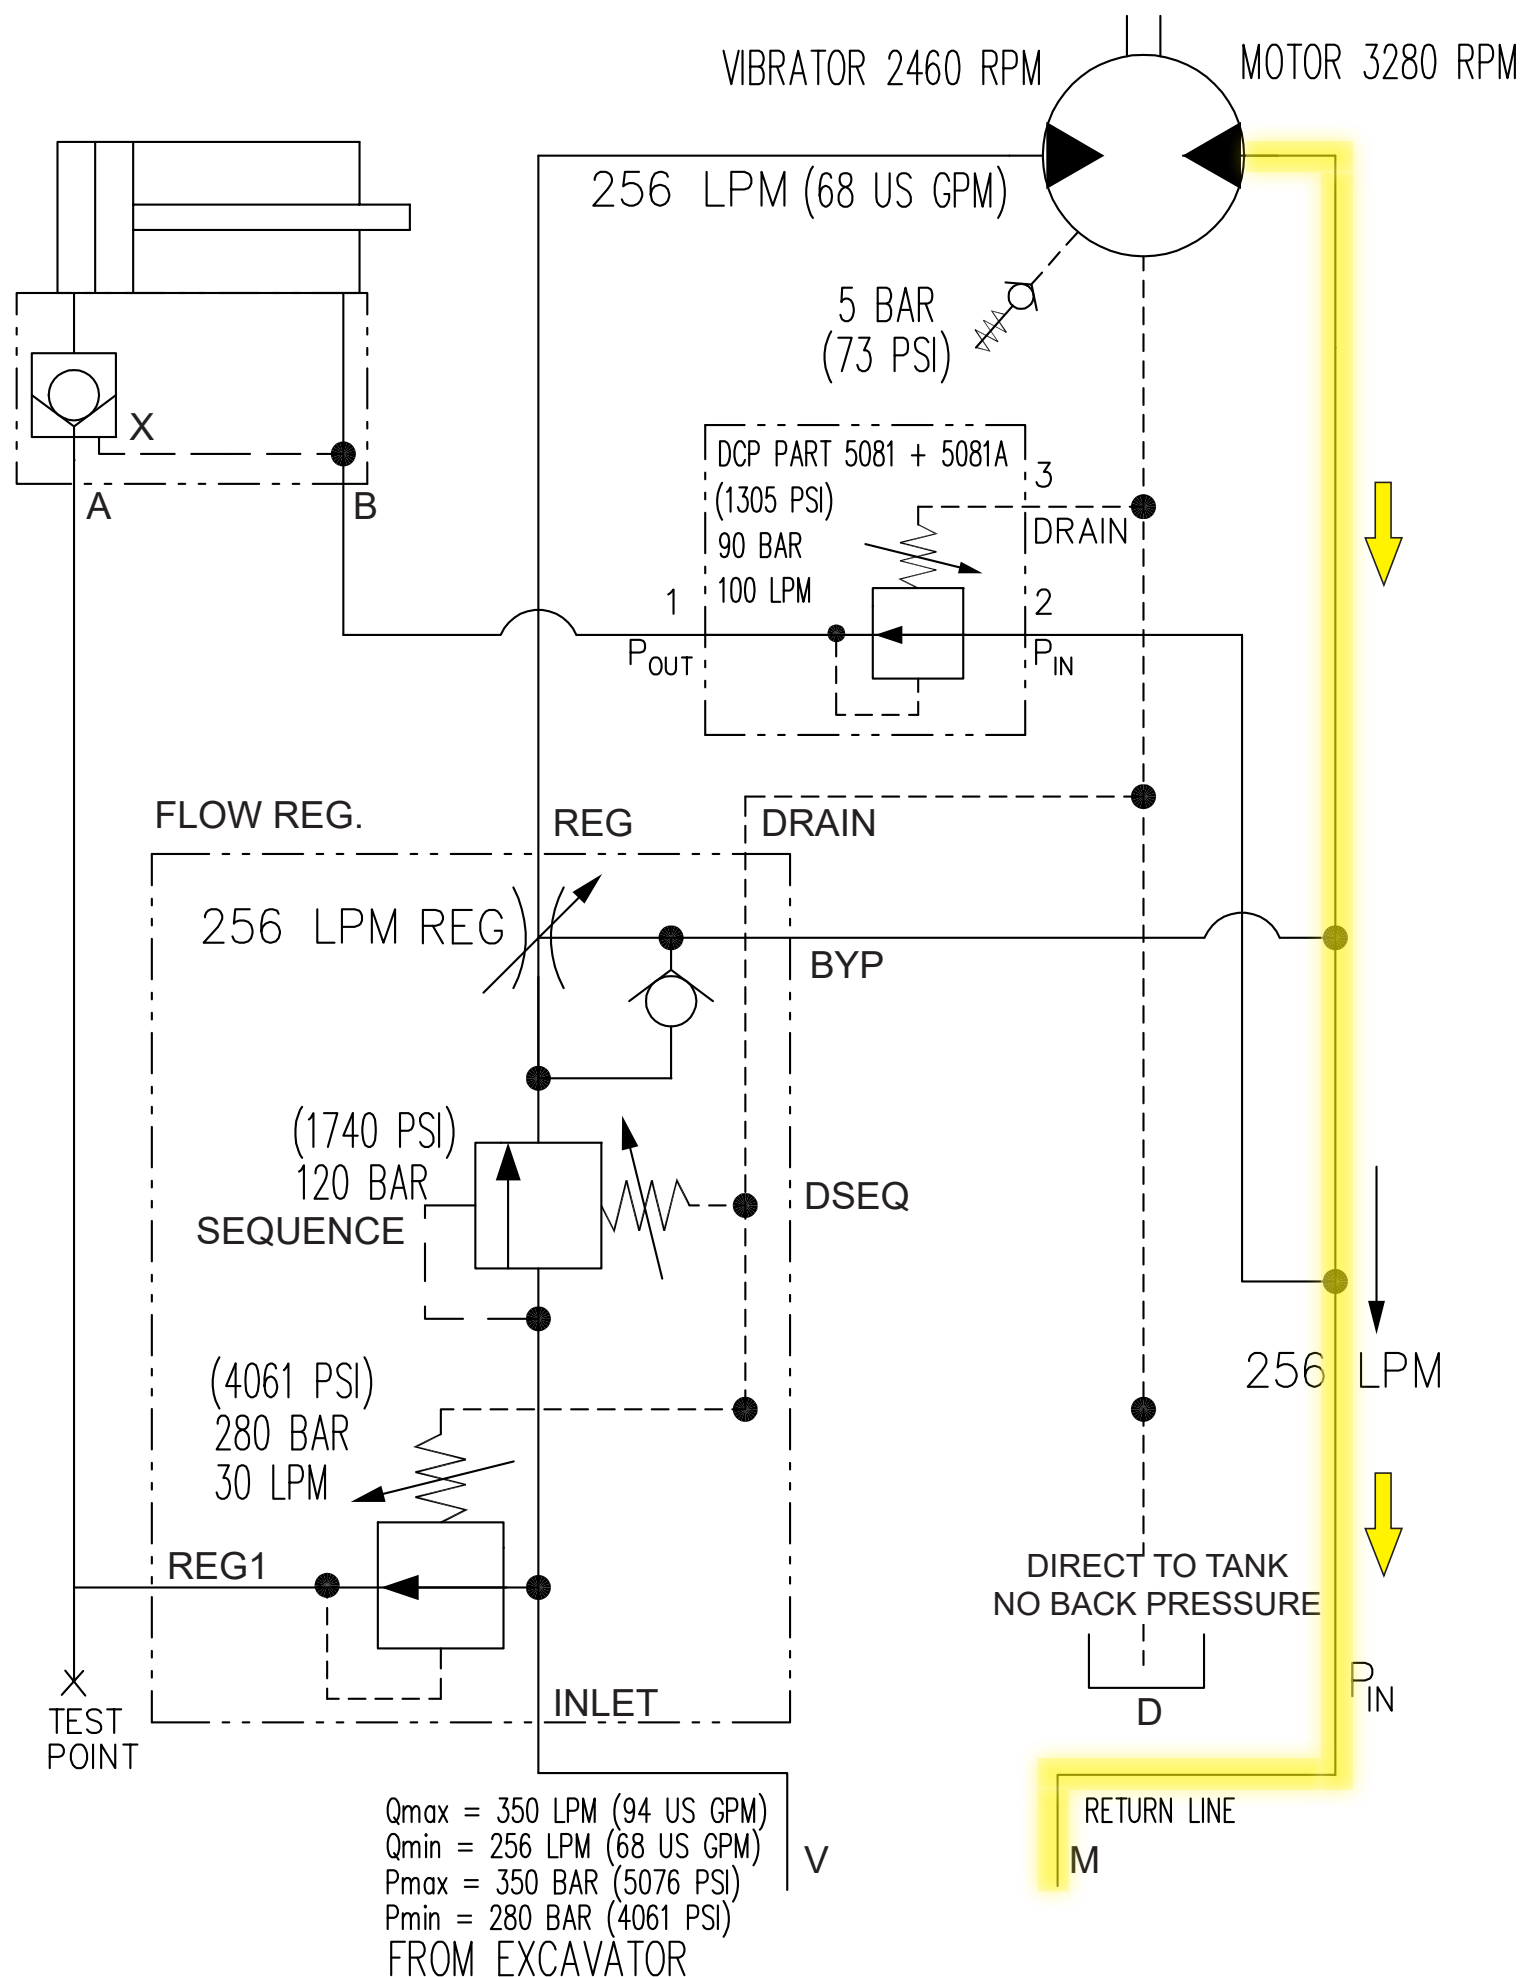 VIBRATOR 2460 RPM
MOTOR 3280 RPM
256 LPM (68 US GPM)
5 BAR
(73 PSI)
X
A
B
DCP PART 5081 + 5081A
(1305 PSI)
90 BAR
100 LPM
3
DRAIN
1
POUT
2
PIN
FLOW REG.
REG
DRAIN
256 LPM REG
BYP
(1740 PSI)
120 BAR
SEQUENCE
DSEQ
(4061 PSI)
280 BAR
30 LPM
256 LPM
REG1
DIRECT TO TANK
NO BACK PRESSURE
PIN
INLET
D
TEST
POINT
Qmax = 350 LPM (94 US GPM)
Qmin = 256 LPM (68 US GPM)
Pmax = 350 BAR (5076 PSI)
Pmin = 280 BAR (4061 PSI)
FROM EXCAVATOR
V
RETURN LINE
M